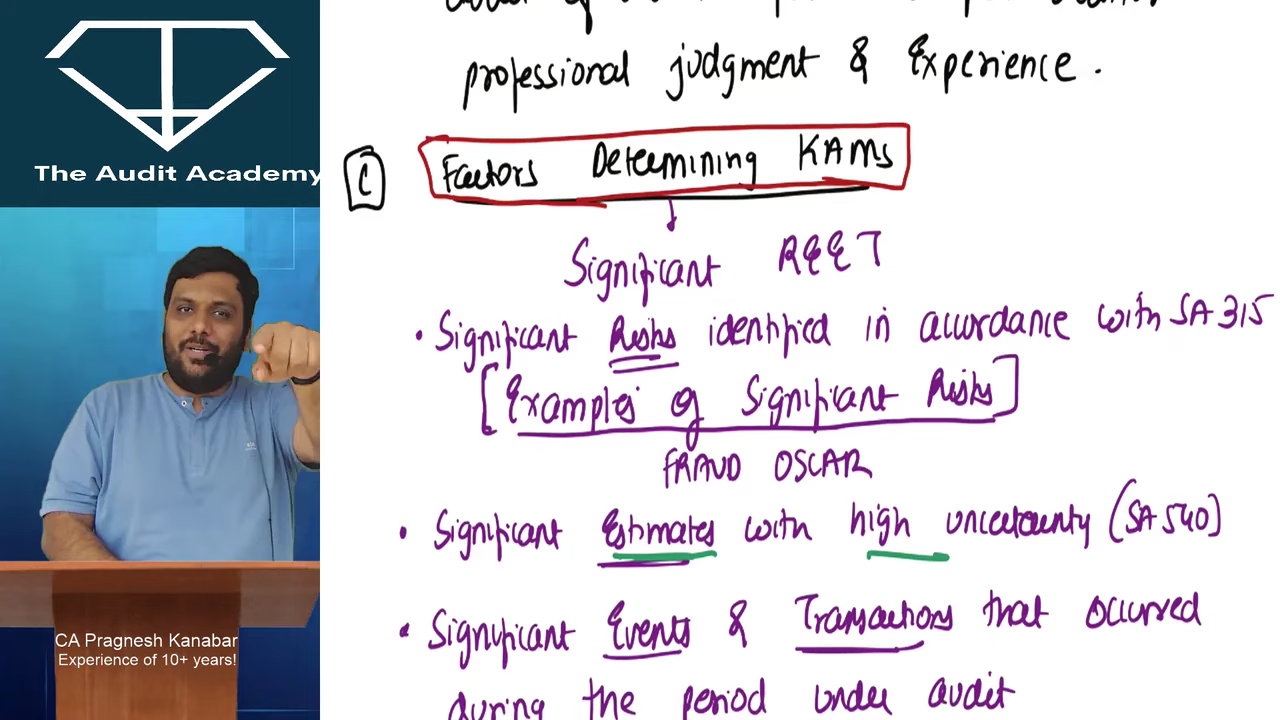 The Audit Academy
professional judgment & Experience.
C
Factors Determining KAMs
Significant REET
• Significant Risks identified in accordance with SA 315
[Examples of Significant Risks]
FRAUD OSCAR
• Significant Estimates with high uncertainty (SA 540)
• Significant Events & Transactions that occurred
during the period under audit
CA Pragnesh Kanabar
Experience of 10+ years!